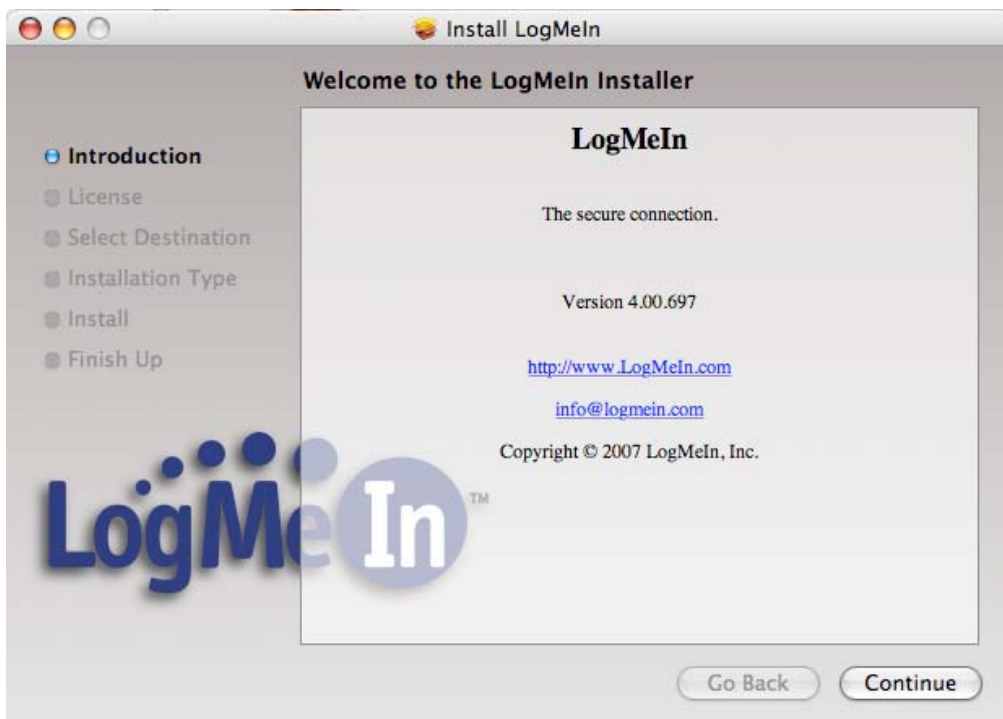 Install LogMeIn
Welcome to the LogMeIn Installer
Introduction
License
Select Destination
Installation Type
Install
Finish Up
LogMeIn
The secure connection.
Version 4.00.697
http://www.LogMeIn.com
info@logmein.com
Copyright © 2007 LogMeIn, Inc.
LogMeIn™
Go Back
Continue